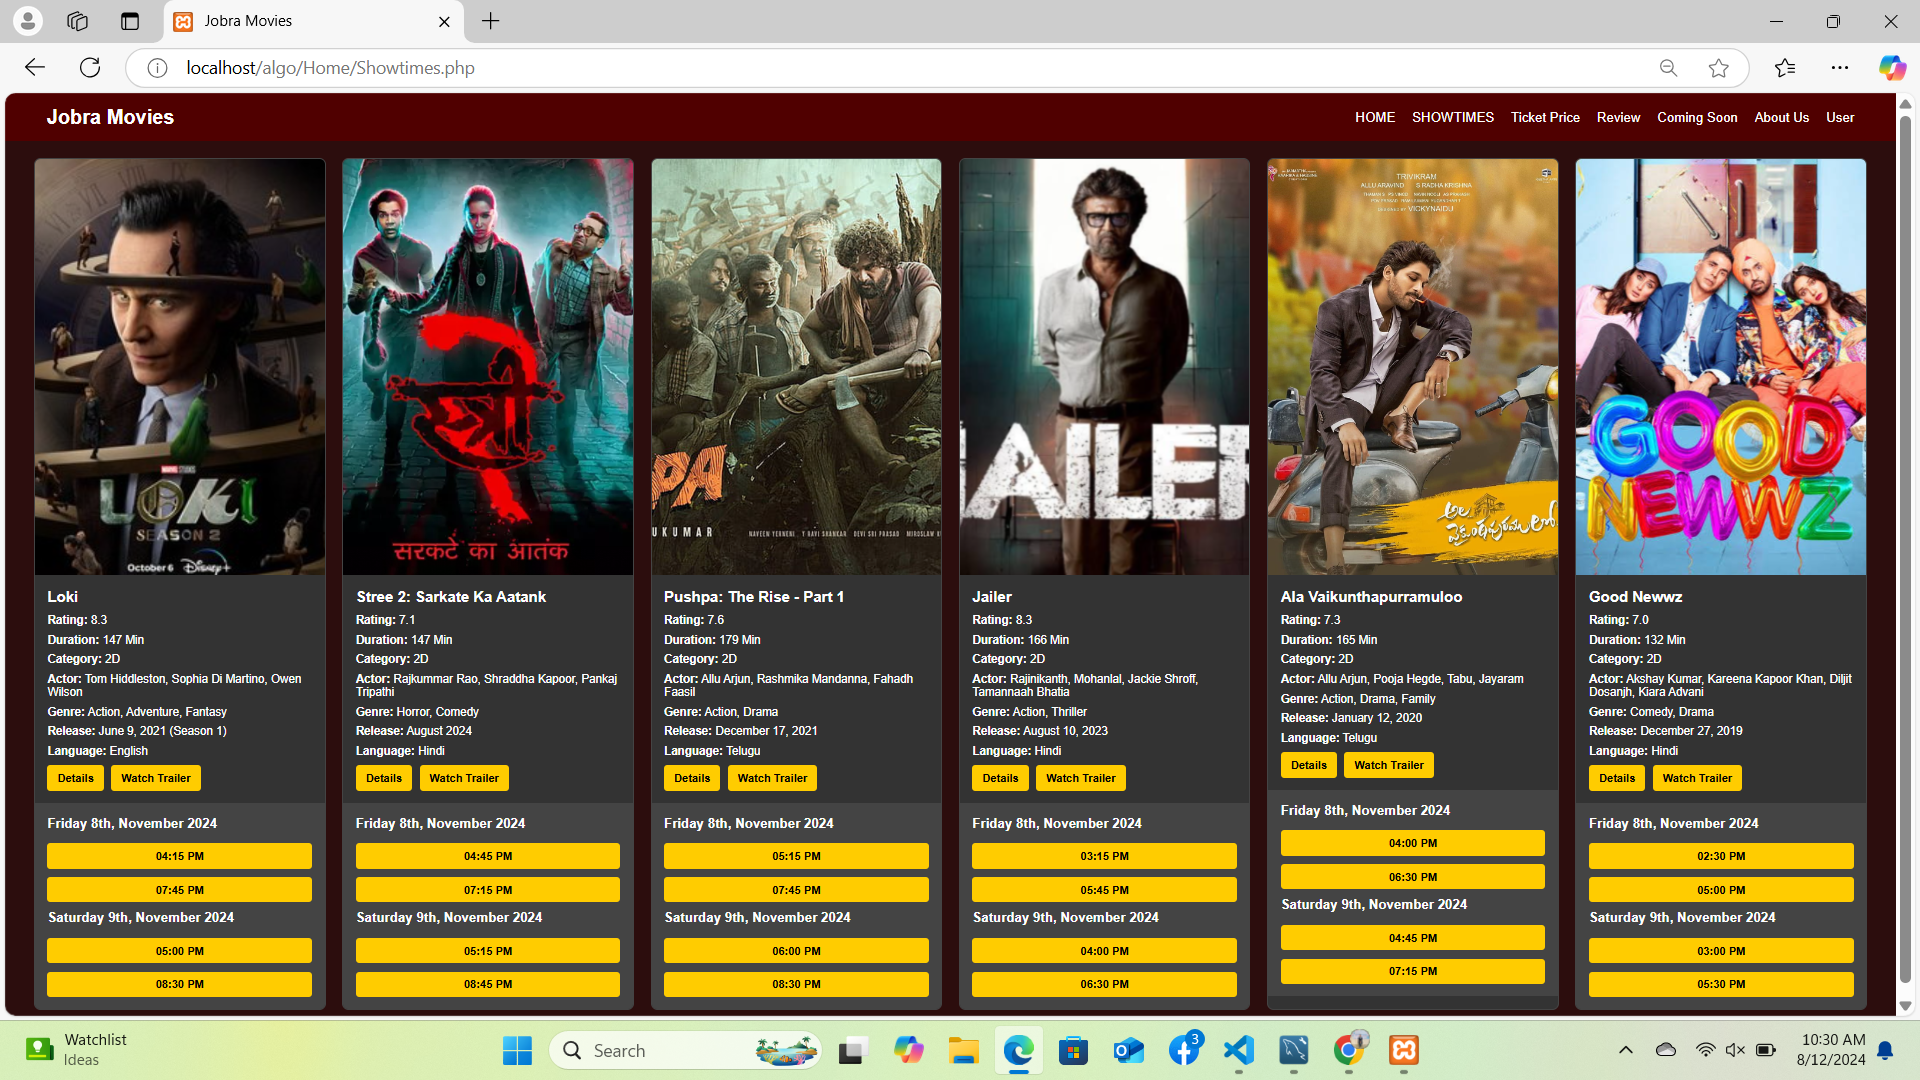 Jobra Movies
localhost/algo/Home/Showtimes.php
Jobra Movies
HOME SHOWTIMES Ticket Price Review Coming Soon About Us User
MARVEL STUDIOS
LOKI
SEASON 2
October 6 Disney+
Loki
Rating: 8.3
Duration: 147 Min
Category: 2D
Actor: Tom Hiddleston, Sophia Di Martino, Owen
Wilson
Genre: Action, Adventure, Fantasy
Release: June 9, 2021 (Season 1)
Language: English
Details Watch Trailer
Friday 8th, November 2024
04:15 PM
07:45 PM
Saturday 9th, November 2024
05:00 PM
08:30 PM
स्त्री
सरकटे का आतंक
Stree 2: Sarkate Ka Aatank
Rating: 7.1
Duration: 147 Min
Category: 2D
Actor: Rajkummar Rao, Shraddha Kapoor, Pankaj
Tripathi
Genre: Horror, Comedy
Release: August 2024
Language: Hindi
Details Watch Trailer
Friday 8th, November 2024
04:45 PM
07:15 PM
Saturday 9th, November 2024
05:15 PM
08:45 PM
PA
UKUMAR NAVEEN YERNENI Y RAVI SHANKAR DEVI SRI PRASAD MIROSLAW
Pushpa: The Rise - Part 1
Rating: 7.6
Duration: 179 Min
Category: 2D
Actor: Allu Arjun, Rashmika Mandanna, Fahadh
Faasil
Genre: Action, Drama
Release: December 17, 2021
Language: Telugu
Details Watch Trailer
Friday 8th, November 2024
05:15 PM
07:45 PM
Saturday 9th, November 2024
06:00 PM
08:30 PM
JAILER
Jailer
Rating: 8.3
Duration: 166 Min
Category: 2D
Actor: Rajinikanth, Mohanlal, Jackie Shroff,
Tamannaah Bhatia
Genre: Action, Thriller
Release: August 10, 2023
Language: Hindi
Details Watch Trailer
Friday 8th, November 2024
03:15 PM
05:45 PM
Saturday 9th, November 2024
04:00 PM
06:30 PM
TRIVIKRAM
ALLU ARAVIND S RADHA KRISHNA
VICKYNAIDU
అల
వైకుంఠపురములో
Ala Vaikunthapurramuloo
Rating: 7.3
Duration: 165 Min
Category: 2D
Actor: Allu Arjun, Pooja Hegde, Tabu, Jayaram
Genre: Action, Drama, Family
Release: January 12, 2020
Language: Telugu
Details Watch Trailer
Friday 8th, November 2024
04:00 PM
06:30 PM
Saturday 9th, November 2024
04:45 PM
07:15 PM
GOOD
NEWWZ
Good Newwz
Rating: 7.0
Duration: 132 Min
Category: 2D
Actor: Akshay Kumar, Kareena Kapoor Khan, Diljit
Dosanjh, Kiara Advani
Genre: Comedy, Drama
Release: December 27, 2019
Language: Hindi
Details Watch Trailer
Friday 8th, November 2024
02:30 PM
05:00 PM
Saturday 9th, November 2024
03:00 PM
05:30 PM
Watchlist
Ideas
Search
3
10:30 AM
8/12/2024